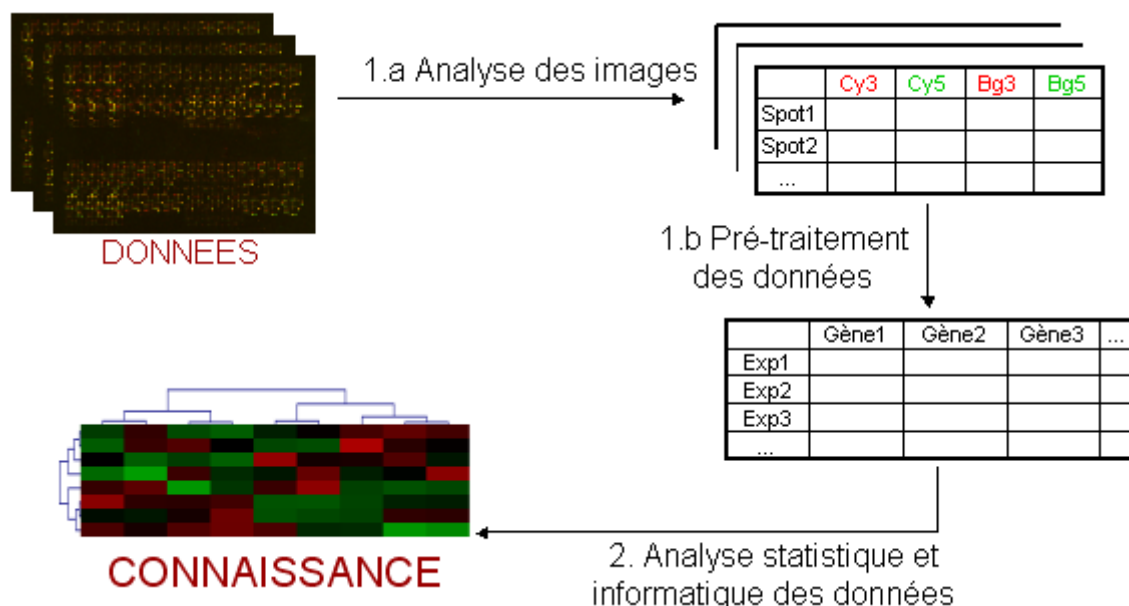 DONNEES
1.a Analyse des images
Cy3 Cy5 Bg3 Bg5
Spot1
Spot2
...
1.b Pré-traitement
des données
Gène1 Gène2 Gène3 ...
Exp1
Exp2
Exp3
...
2. Analyse statistique et
informatique des données
CONNAISSANCE